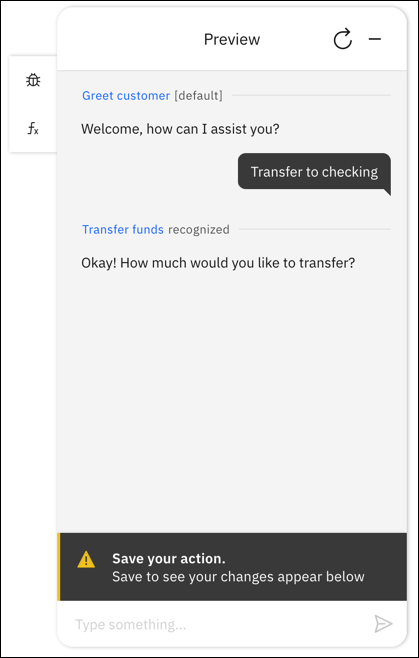 Preview
Greet customer [default]
Welcome, how can I assist you?
Transfer to checking
Transfer funds recognized
Okay! How much would you like to transfer?
Save your action.
Save to see your changes appear below
Type something...
fx